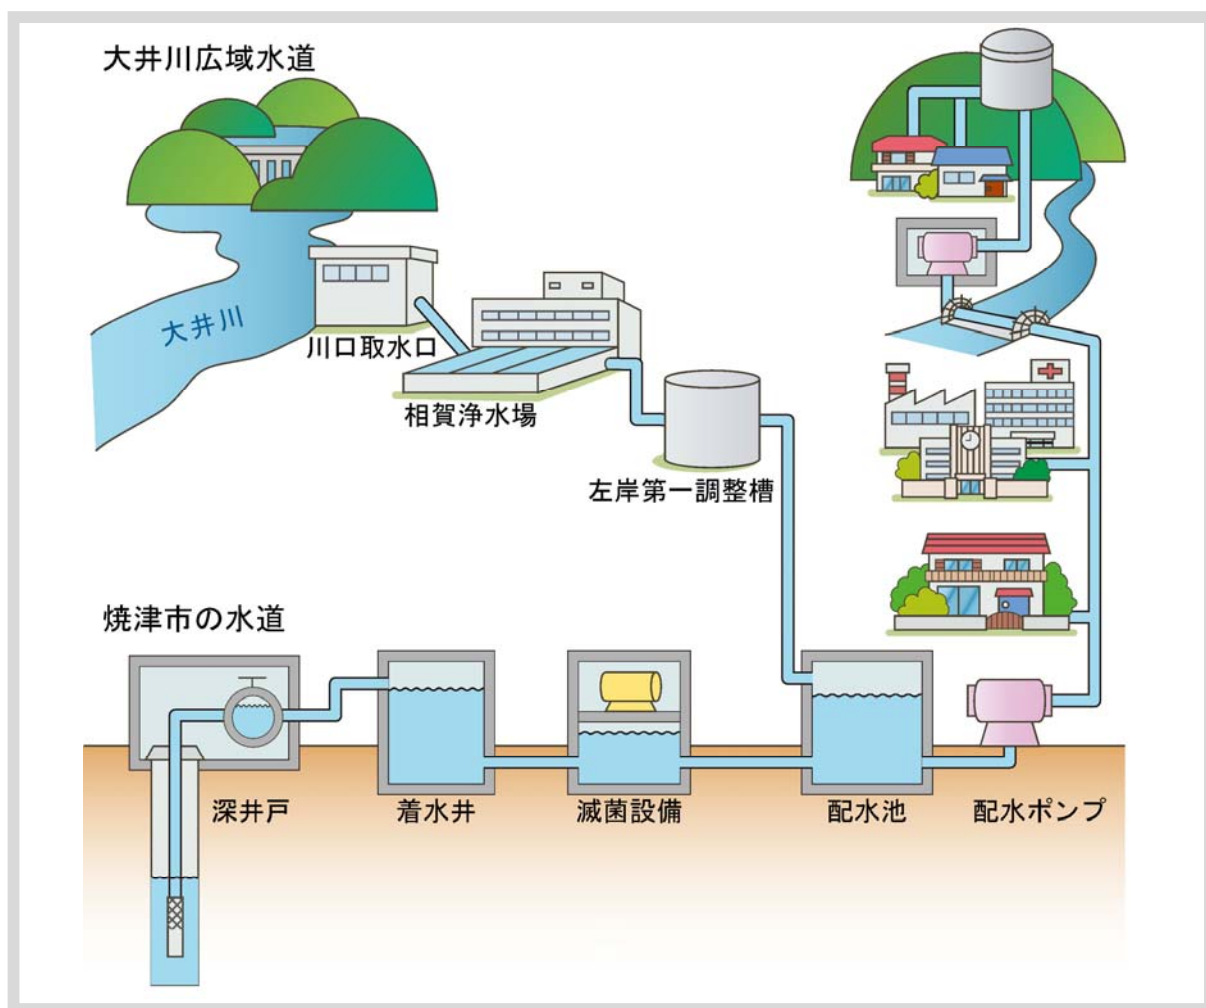 大井川広域水道
大井川
川口取水口
相賀浄水場
左岸第一調整槽
焼津市の水道
深井戸
着水井
滅菌設備
配水池
配水ポンプ